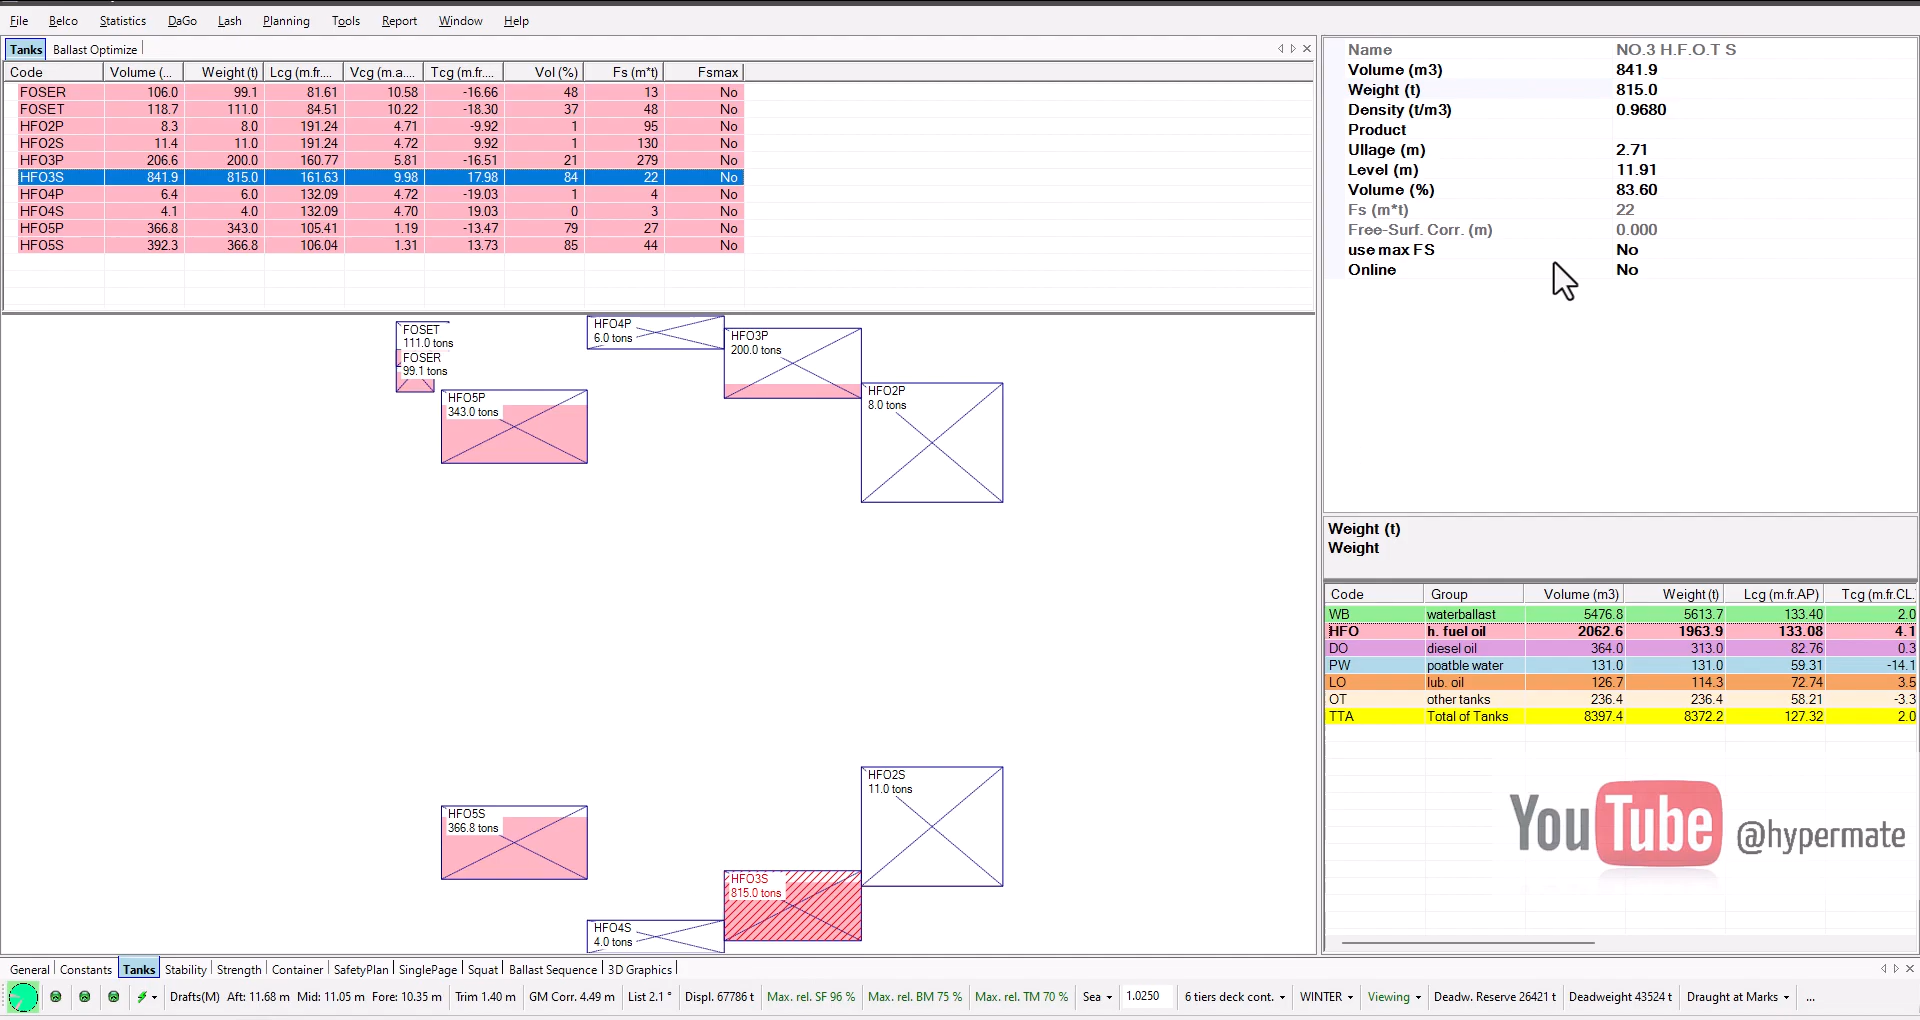 File Belco Statistics DaGo Lash Planning Tools Report Window Help
Tanks Ballast Optimize
Code Volume (... Weight (t) Lcg (m.fr.... Vcg (m.a.... Tcg (m.fr.... Vol (%) Fs (m*t) Fsmax
FOSER 106.0 99.1 81.61 10.58 -16.66 48 13 No
FOSET 118.7 111.0 84.51 10.22 -18.30 37 48 No
HFO2P 8.3 8.0 191.24 4.71 -9.92 1 95 No
HFO2S 11.4 11.0 191.24 4.72 9.92 1 130 No
HFO3P 206.6 200.0 160.77 5.81 -16.51 21 279 No
HFO3S 841.9 815.0 161.63 9.98 17.98 84 22 No
HFO4P 6.4 6.0 132.09 4.72 -19.03 1 4 No
HFO4S 4.1 4.0 132.09 4.70 19.03 0 3 No
HFO5P 366.8 343.0 105.41 1.19 -13.47 79 27 No
HFO5S 392.3 366.8 106.04 1.31 13.73 85 44 No
FOSET
111.0 tons
FOSER
99.1 tons
HFO4P
6.0 tons
HFO3P
200.0 tons
HFO2P
8.0 tons
HFO5P
343.0 tons
HFO2S
11.0 tons
HFO5S
366.8 tons
HFO3S
815.0 tons
HFO4S
4.0 tons
Name NO.3 H.F.O.T S
Volume (m3) 841.9
Weight (t) 815.0
Density (t/m3) 0.9680
Product
Ullage (m) 2.71
Level (m) 11.91
Volume (%) 83.60
Fs (m*t) 22
Free-Surf. Corr. (m) 0.000
use max FS No
Online No
Weight (t)
Weight
Code Group Volume (m3) Weight (t) Lcg (m.fr.AP) Tcg (m.fr.CL.
WB waterballast 5476.8 5613.7 133.40 2.0
HFO h. fuel oil 2062.6 1963.9 133.08 4.1
DO diesel oil 364.0 313.0 82.76 0.3
PW poatble water 131.0 131.0 59.31 -14.1
LO lub. oil 126.7 114.3 72.74 3.5
OT other tanks 236.4 236.4 58.21 -3.3
TTA Total of Tanks 8397.4 8372.2 127.32 2.0
YouTube @hypermate
General Constants Tanks Stability Strength Container SafetyPlan SinglePage Squat Ballast Sequence 3D Graphics
Drafts(M) Aft: 11.68 m Mid: 11.05 m Fore: 10.35 m Trim 1.40 m GM Corr. 4.49 m List 2.1 ° Displ. 67786 t Max. rel. SF 96 % Max. rel. BM 75 % Max. rel. TM 70 % Sea 1.0250 6 tiers deck cont. WINTER Viewing Deadw. Reserve 26421 t Deadweight 43524 t Draught at Marks ...